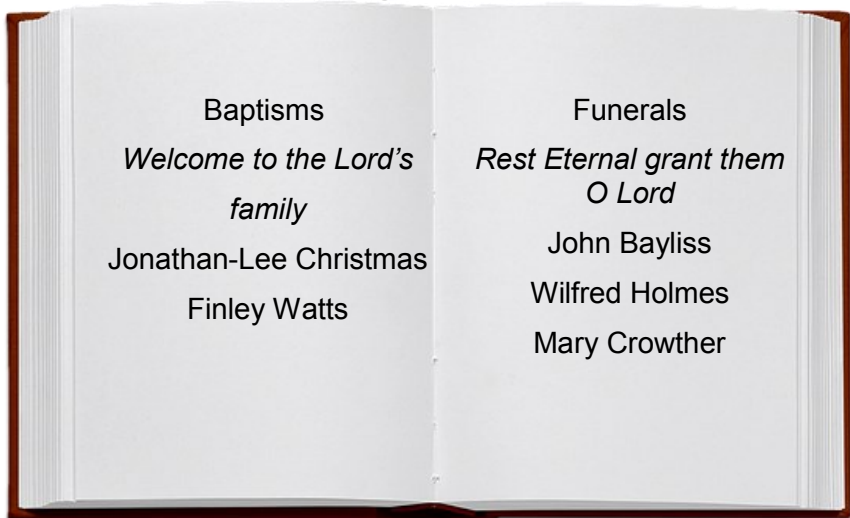 Baptisms
Welcome to the Lord's
family
Jonathan-Lee Christmas
Finley Watts
Funerals
Rest Eternal grant them
O Lord
John Bayliss
Wilfred Holmes
Mary Crowther